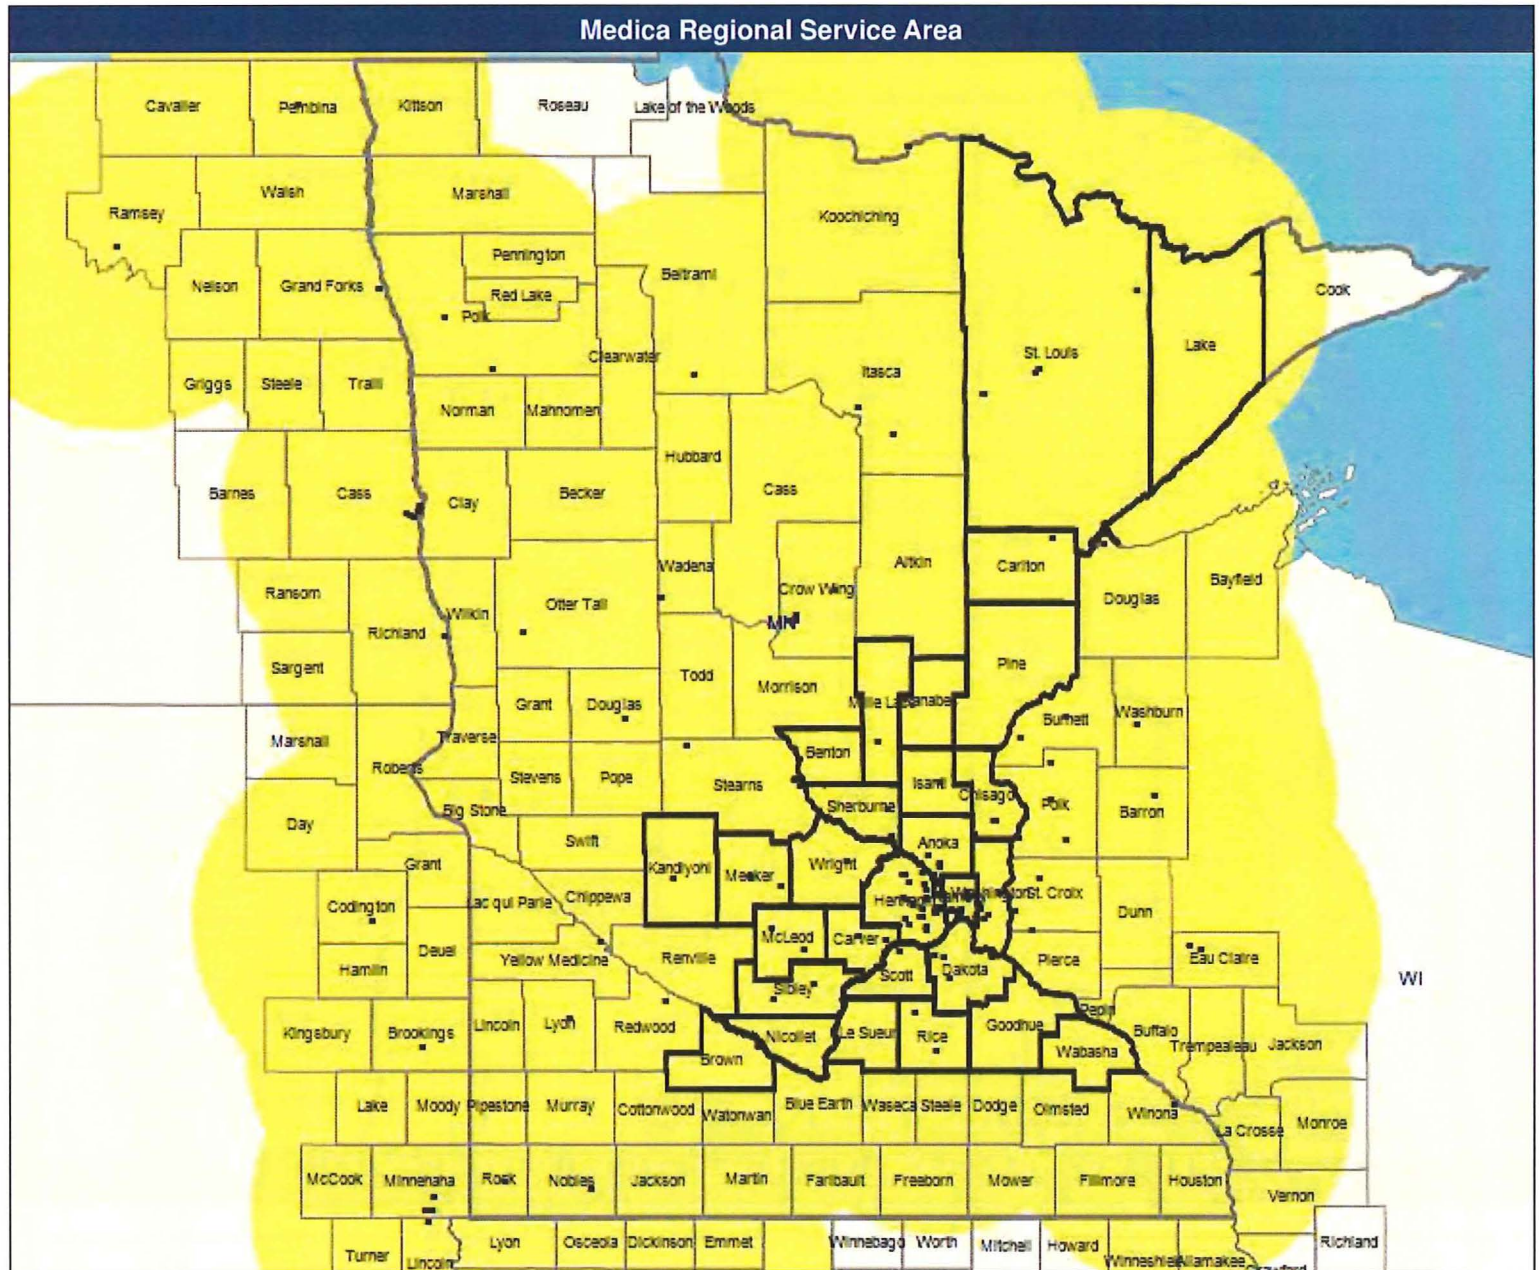 Medica Regional Service Area
Cavalier
Pembina
Kittson
Roseau
Lake of the Woods
Walsh
Marshall
Ramsey
Koochiching
Pennington
Nelson
Grand Forks
Beltrami
Red Lake
Cook
Polk
Clearwater
St. Louis
Lake
Itasca
Griggs
Steele
Traill
Norman
Mahnomen
Hubbard
Barnes
Cass
Clay
Becker
Cass
Aitkin
Carlton
Wadena
Crow Wing
Bayfield
Ransom
Wilkin
Otter Tail
Douglas
Richland
MN
Sargent
Todd
Pine
Morrison
Grant
Douglas
Mille Lacs
Kanabec
Burnett
Washburn
Marshall
Traverse
Roberts
Benton
Stevens
Pope
Stearns
Isanti
Chisago
Big Stone
Sherburne
Polk
Barron
Day
Swift
Anoka
Grant
Kandiyohi
Meeker
Wright
Chippewa
Lac qui Parle
Codington
Washington
St. Croix
Dunn
McLeod
Carver
Deuel
Yellow Medicine
Renville
Hamlin
Scott
Dakota
Pierce
Eau Claire
WI
Sibley
Pepin
Kingsbury
Brookings
Lincoln
Lyon
Redwood
Nicollet
Le Sueur
Rice
Goodhue
Buffalo
Trempealeau
Jackson
Brown
Wabasha
Lake
Moody
Pipestone
Murray
Cottonwood
Watonwan
Blue Earth
Waseca
Steele
Dodge
Olmsted
Winona
La Crosse
Monroe
McCook
Minnehaha
Rock
Nobles
Jackson
Martin
Faribault
Freeborn
Mower
Fillmore
Houston
Vernon
Turner
Lincoln
Lyon
Osceola
Dickinson
Emmet
Winnebago
Worth
Mitchell
Howard
Allamakee
Crawford
Richland